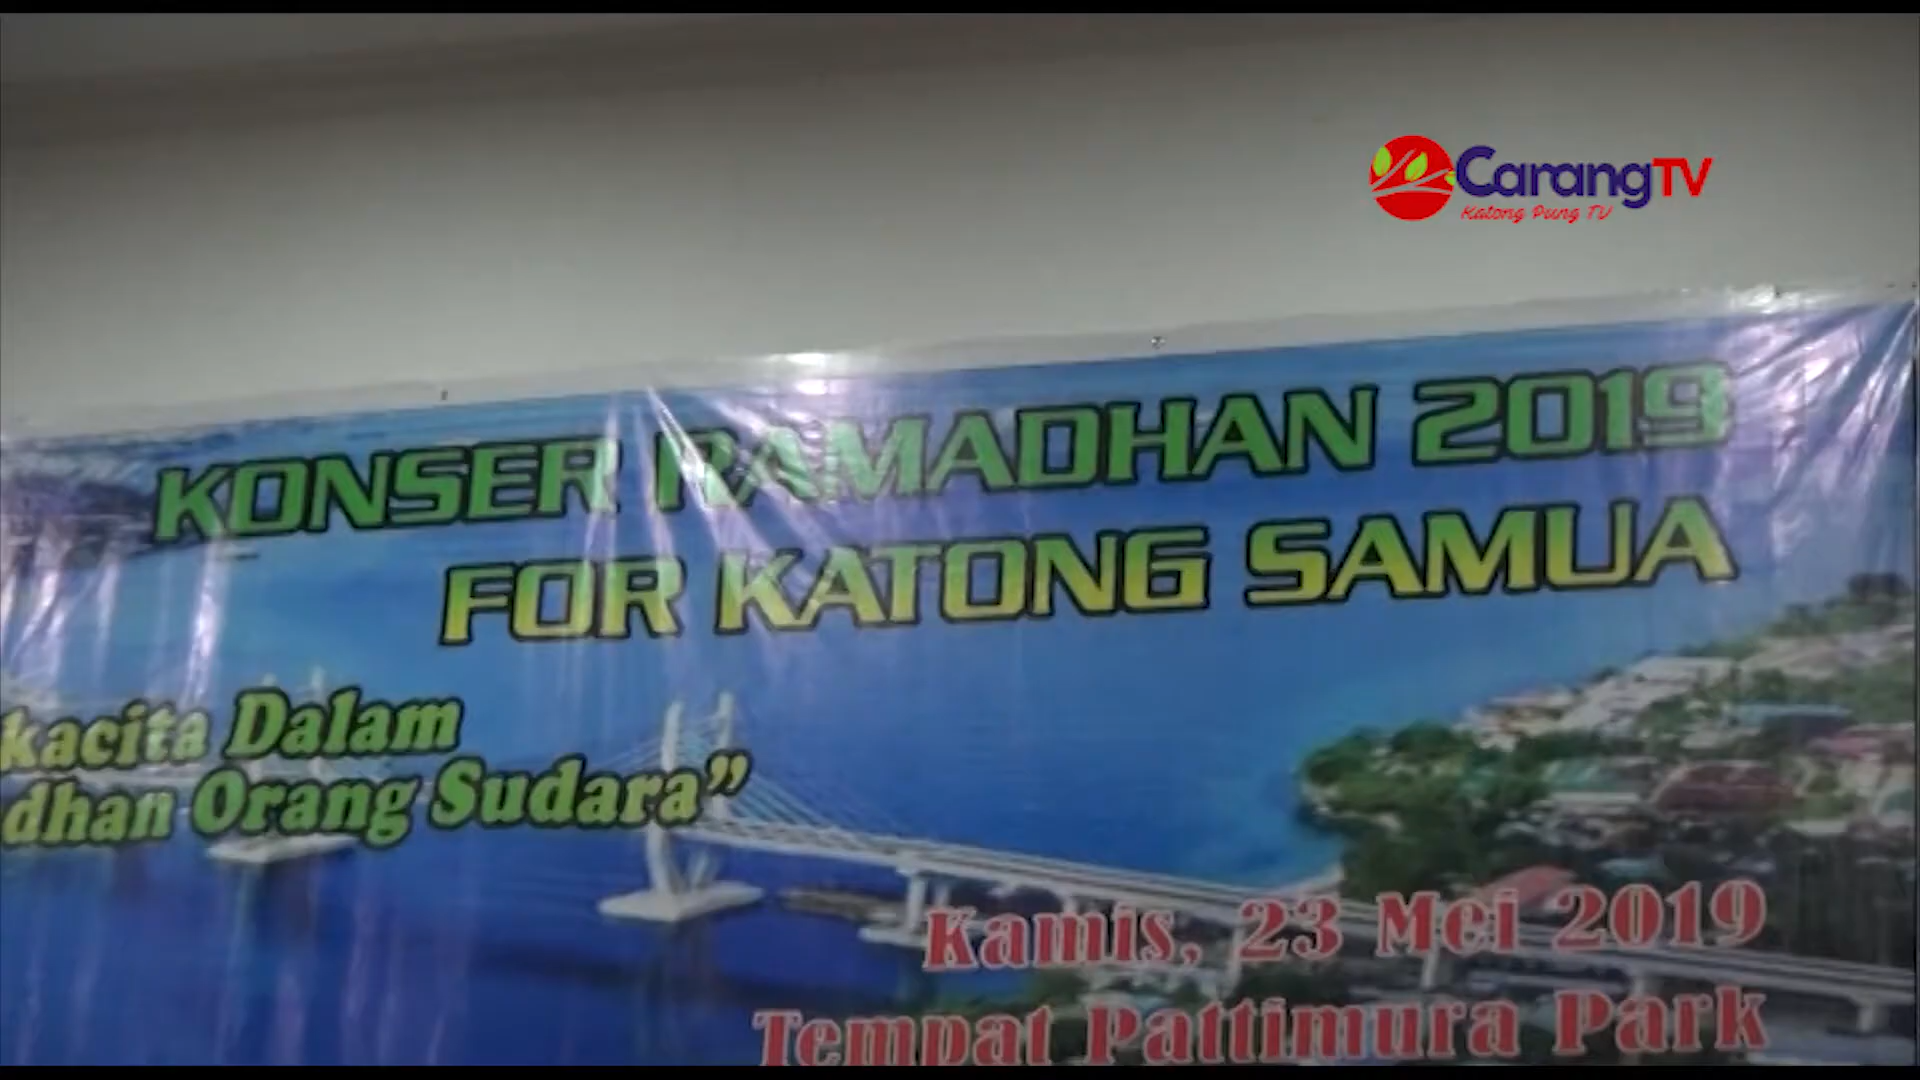 CarangTV
Katong Pung TV
KONSER RAMADHAN 2019
FOR KATONG SAMUA
kacita Dalam
dhan Orang Sudara”
Kamis, 23 Mei 2019
Tempat Pattimura Park